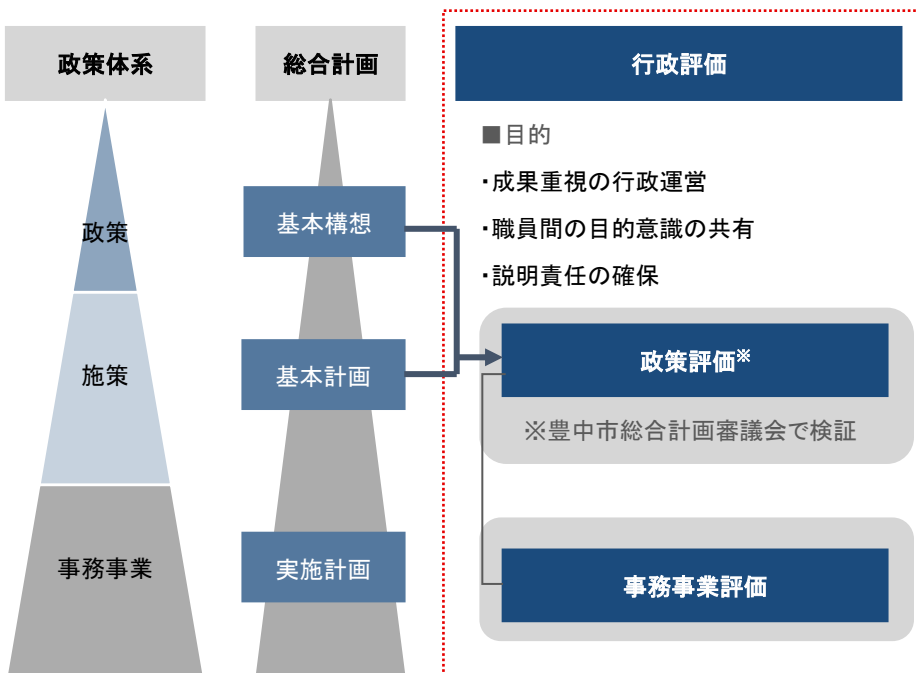 政策体系
総合計画
行政評価
政策
施策
事務事業
基本構想
基本計画
実施計画
■目的
・成果重視の行政運営
・職員間の目的意識の共有
・説明責任の確保
政策評価※
※豊中市総合計画審議会で検証
事務事業評価